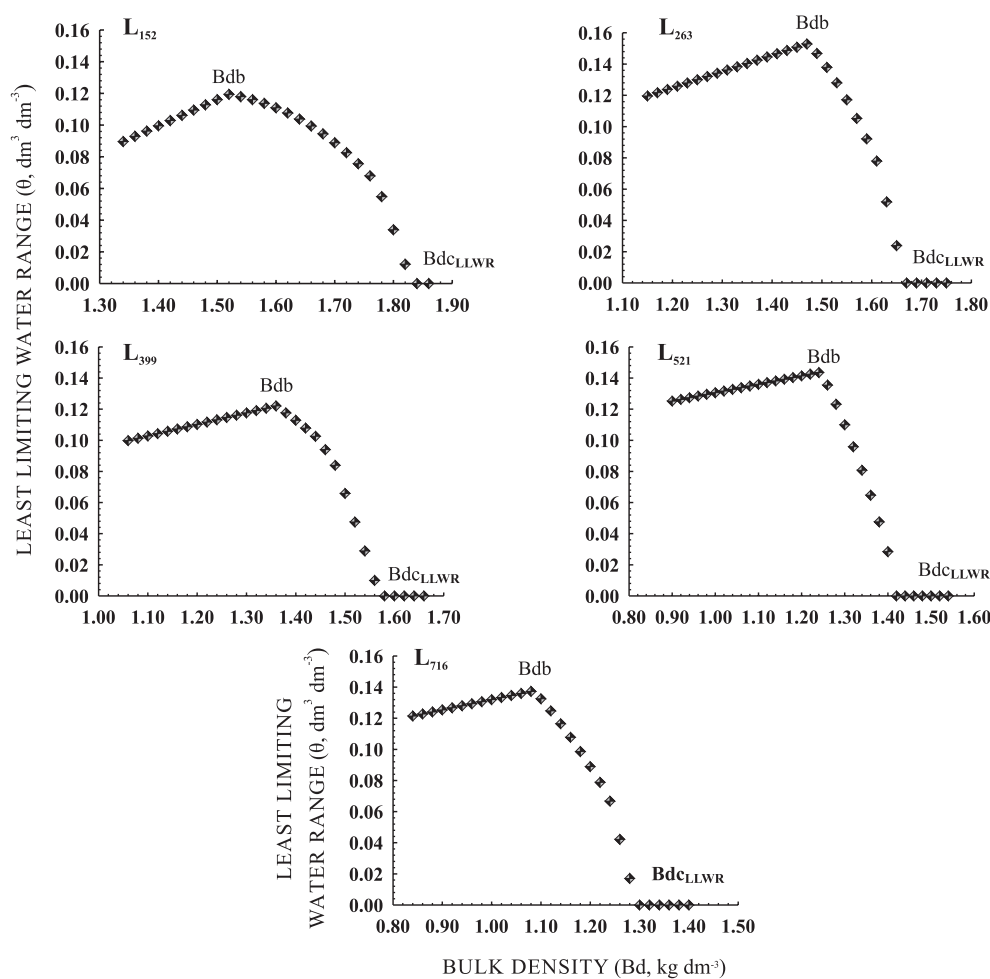 LEAST LIMITING WATER RANGE (θ, dm³ dm⁻³)
L₁₅₂
0.16
0.14
0.12
0.10
0.08
0.06
0.04
0.02
0.00
Bdb
Bdc_LLWR
1.30 1.40 1.50 1.60 1.70 1.80 1.90
L₂₆₃
0.16
0.14
0.12
0.10
0.08
0.06
0.04
0.02
0.00
Bdb
Bdc_LLWR
1.10 1.20 1.30 1.40 1.50 1.60 1.70 1.80
L₃₉₉
0.16
0.14
0.12
0.10
0.08
0.06
0.04
0.02
0.00
Bdb
Bdc_LLWR
1.00 1.10 1.20 1.30 1.40 1.50 1.60 1.70
L₅₂₁
0.16
0.14
0.12
0.10
0.08
0.06
0.04
0.02
0.00
Bdb
Bdc_LLWR
0.80 0.90 1.00 1.10 1.20 1.30 1.40 1.50 1.60
LEAST LIMITING
WATER RANGE (θ, dm³ dm⁻³)
L₇₁₆
0.16
0.14
0.12
0.10
0.08
0.06
0.04
0.02
0.00
Bdb
Bdc_LLWR
0.80 0.90 1.00 1.10 1.20 1.30 1.40 1.50
BULK DENSITY (Bd, kg dm⁻³)